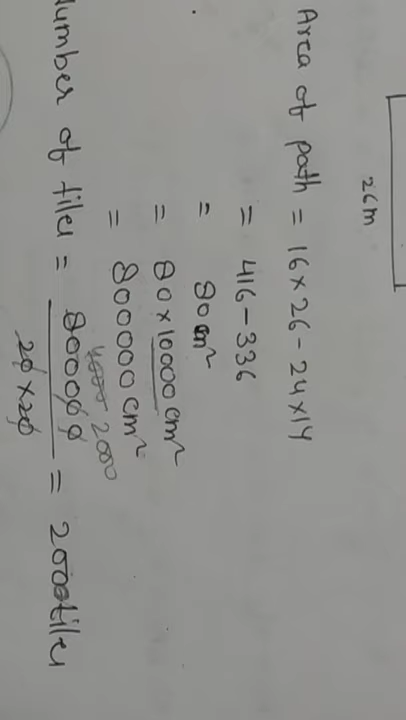 26m
Area of path = 16×26 - 24×14
= 416 - 336
= 80 m²
= 80 × 10000 cm²
= 800000 cm²
2000
Number of tiles = 800000 / 20 × 20 = 2000 tiles